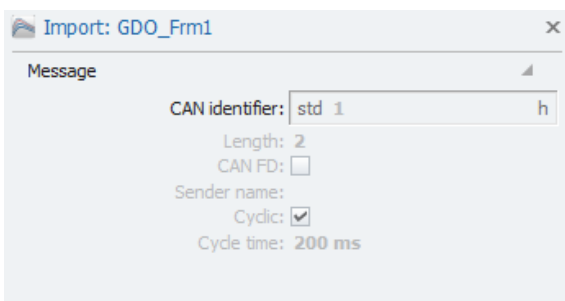 Import: GDO_Frm1
Message
CAN identifier: std 1 h
Length: 2
CAN FD:
Sender name:
Cyclic:
Cycle time: 200 ms